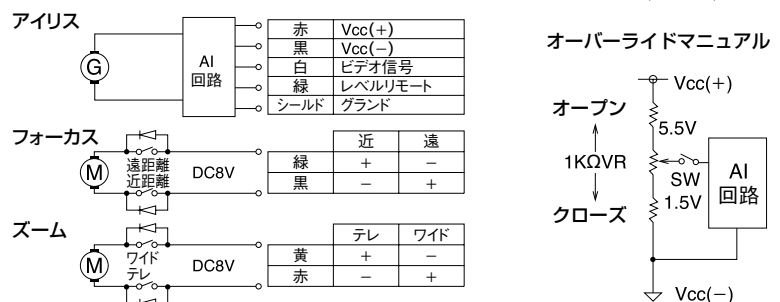 アイリス
G
AI
回路
赤 Vcc(+)
黒 Vcc(−)
白 ビデオ信号
緑 レベルリモート
シールド グランド
フォーカス
M
遠距離
近距離
DC8V
近 遠
緑 + −
黒 − +
ズーム
M
ワイド
テレ
DC8V
テレ ワイド
黄 + −
赤 − +
オーバーライドマニュアル
Vcc(+)
オープン
5.5V
1KΩVR
SW
AI
回路
クローズ
1.5V
Vcc(−)